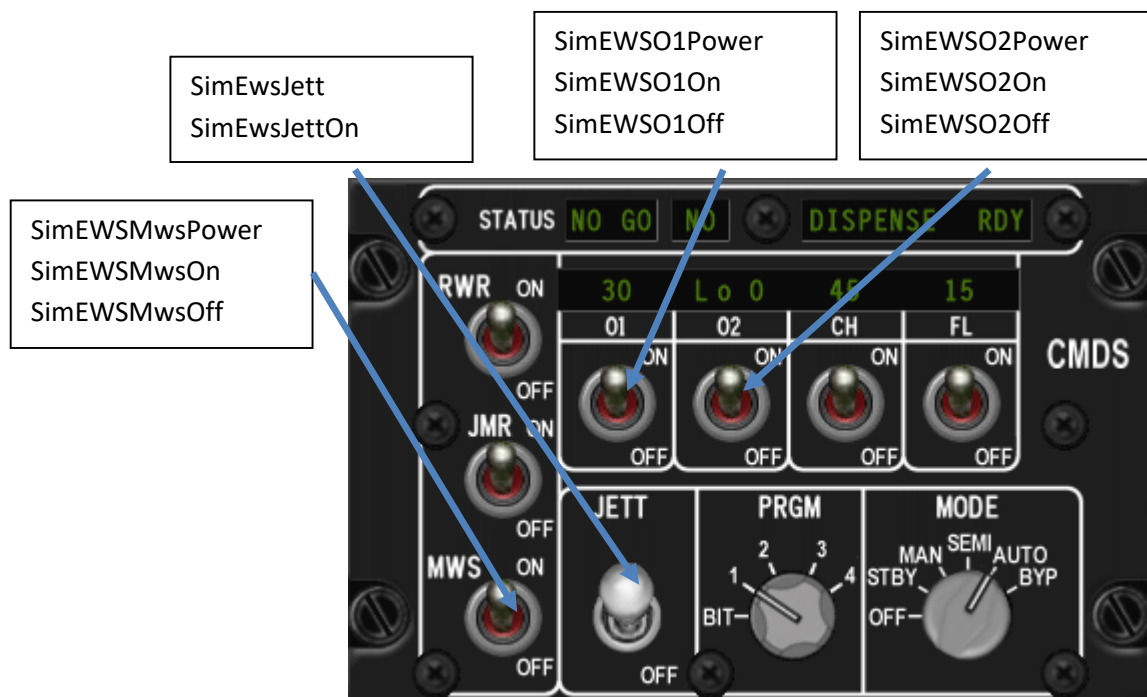 SimEWSO1Power
SimEWSO1On
SimEWSO1Off
SimEWSO2Power
SimEWSO2On
SimEWSO2Off
SimEwsJett
SimEwsJettOn
SimEWSMwsPower
SimEWSMwsOn
SimEWSMwsOff
STATUS NO GO NO DISPENSE RDY
RWR ON
OFF
30 Lo 0 45 15
O1 O2 CH FL
ON ON ON ON
OFF OFF OFF OFF
CMDS
JMR ON
OFF
MWS ON
OFF
JETT
OFF
PRGM
BIT 1 2 3 4
MODE
OFF STBY MAN SEMI AUTO BYP